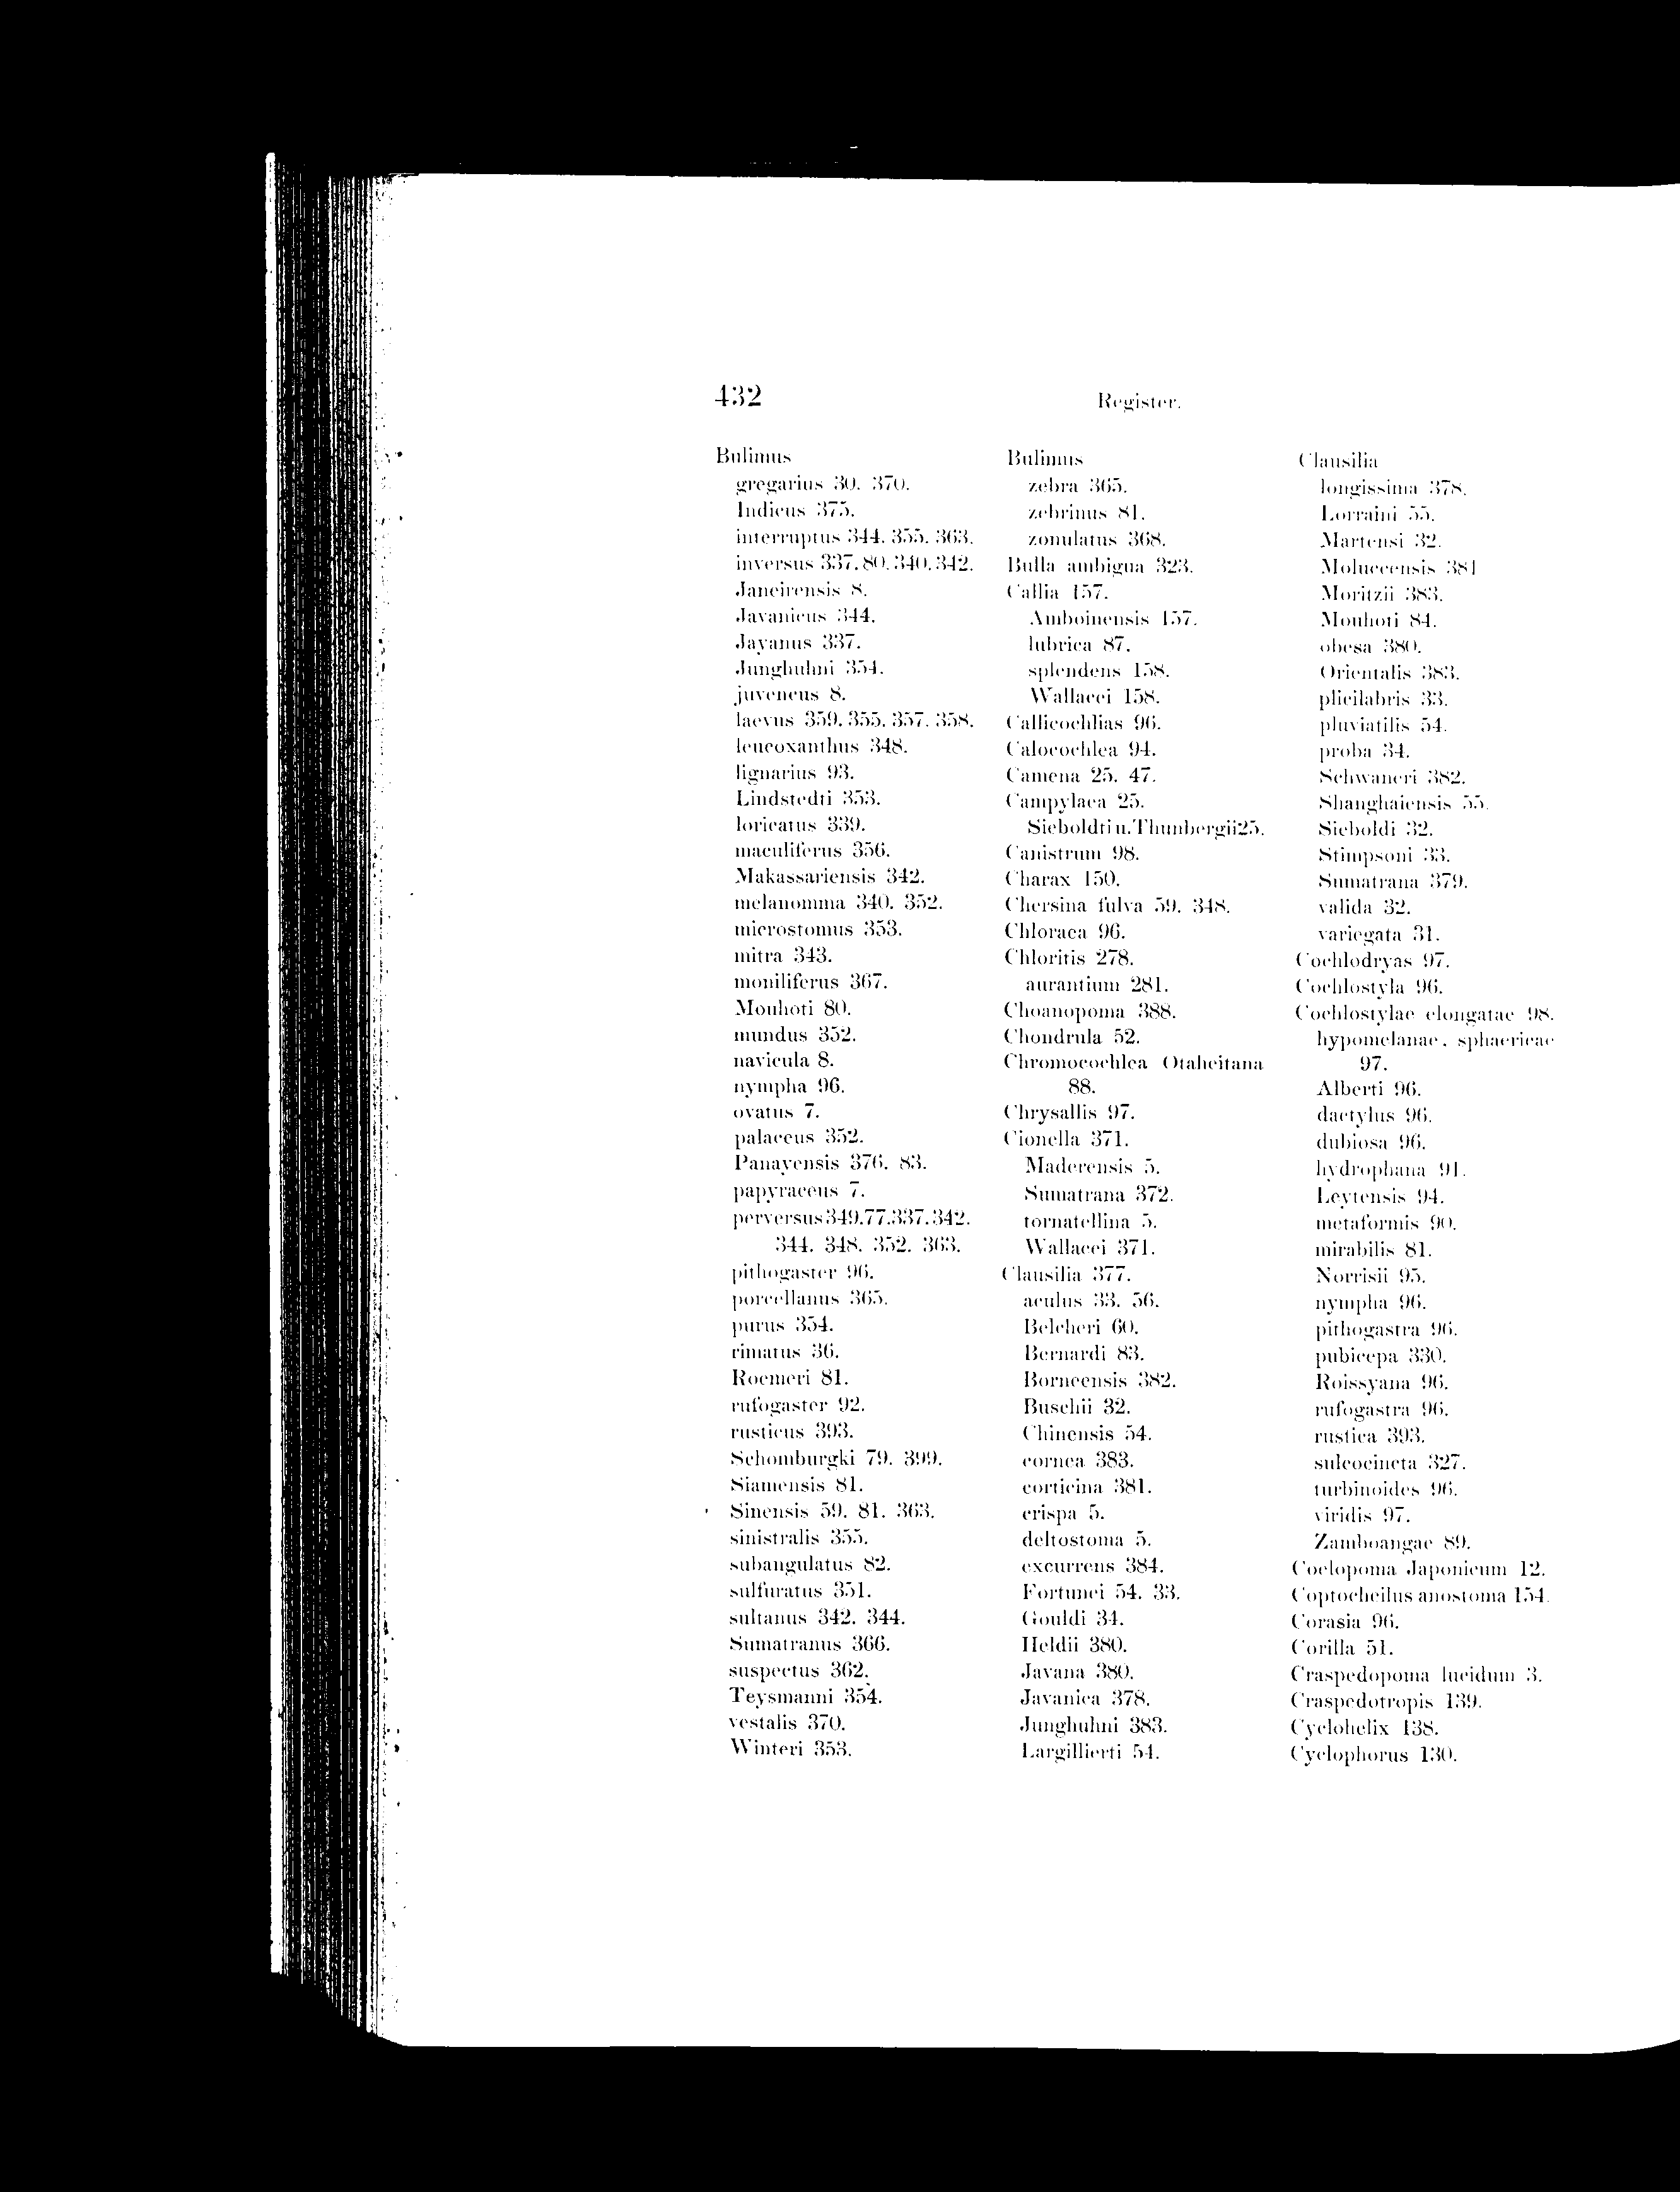 432
Register.
Bulimus
gregarius 30. 370.
Indicus 375.
interruptus 344. 355. 363.
inversus 337. 80. 340. 342.
Janeirensis 8.
Javanicus 344.
Jayanus 337.
Junghuhni 354.
juvencus 8.
laevus 359. 355. 357. 358.
leucoxanthus 348.
lignarius 93.
Lindstedti 353.
loricatus 339.
maculiferus 356.
Makassariensis 342.
melanomma 340. 352.
microstomus 353.
mitra 343.
moniliferus 367.
Mouhoti 80.
mundus 352.
navicula 8.
nympha 96.
ovatus 7.
palaceus 352.
Panayensis 376. 83.
papyraceus 7.
perversus 349.77.337.342.
344. 348. 352. 363.
pithogaster 96.
porcellanus 365.
purus 354.
rimatus 36.
Roemeri 81.
rufogaster 92.
rusticus 393.
Schomburgki 79. 399.
Siamensis 81.
Sinensis 59. 81. 363.
sinistralis 355.
subangulatus 82.
sulfuratus 351.
sultanus 342. 344.
Sumatranus 366.
suspectus 362.
Teysmanni 354.
vestalis 370.
Winteri 353.
Bulimus
zebra 365.
zebrinus 81.
zonulatus 368.
Bulla ambigua 323.
Callia 157.
Amboinensis 157.
lubrica 87.
splendens 158.
Wallacei 158.
Callicochlias 96.
Calocochlea 94.
Camena 25. 47.
Campylaea 25.
Sieboldti u. Thunbergii 25.
Canistrum 98.
Charax 150.
Chersina fulva 59. 348.
Chloraea 96.
Chloritis 278.
aurantium 281.
Choanopoma 388.
Chondrula 52.
Chromocochlea Otaheitana
88.
Chrysallis 97.
Cionella 371.
Maderensis 5.
Sumatrana 372.
tornatellina 5.
Wallacei 371.
Clausilia 377.
aculus 33. 56.
Belcheri 60.
Bernardi 83.
Borneensis 382.
Buschii 32.
Chinensis 54.
cornea 383.
corticina 381.
crispa 5.
deltostoma 5.
excurrens 384.
Fortunei 54. 33.
Gouldi 34.
Heldii 380.
Javana 380.
Javanica 378.
Junghuhni 383.
Largillierti 54.
Clausilia
longissima 378.
Lorraini 55.
Martensi 32.
Moluccensis 381
Moritzii 383.
Mouhoti 84.
obesa 380.
Orientalis 383.
plicilabris 33.
pluviatilis 54.
proba 34.
Schwaneri 382.
Shanghaiensis 55.
Sieboldi 32.
Stimpsoni 33.
Sumatrana 379.
valida 32.
variegata 31.
Cochlodryas 97.
Cochlostyla 96.
Cochlostylae elongatae 98.
hypomelanae, sphaericae
97.
Alberti 96.
dactylus 96.
dubiosa 96.
hydrophana 91.
Leytensis 94.
metaformis 90.
mirabilis 81.
Norrisii 95.
nympha 96.
pithogastra 96.
pubicepa 330.
Roissyana 96.
rufogastra 96.
rustica 393.
sulcocincta 327.
turbinoides 96.
viridis 97.
Zamboangae 89.
Coelopoma Japonicum 12.
Coptocheilus anostoma 154.
Corasia 96.
Corilla 51.
Craspedopoma lucidum 3.
Craspedotropis 139.
Cyclohelix 138.
Cyclophorus 130.